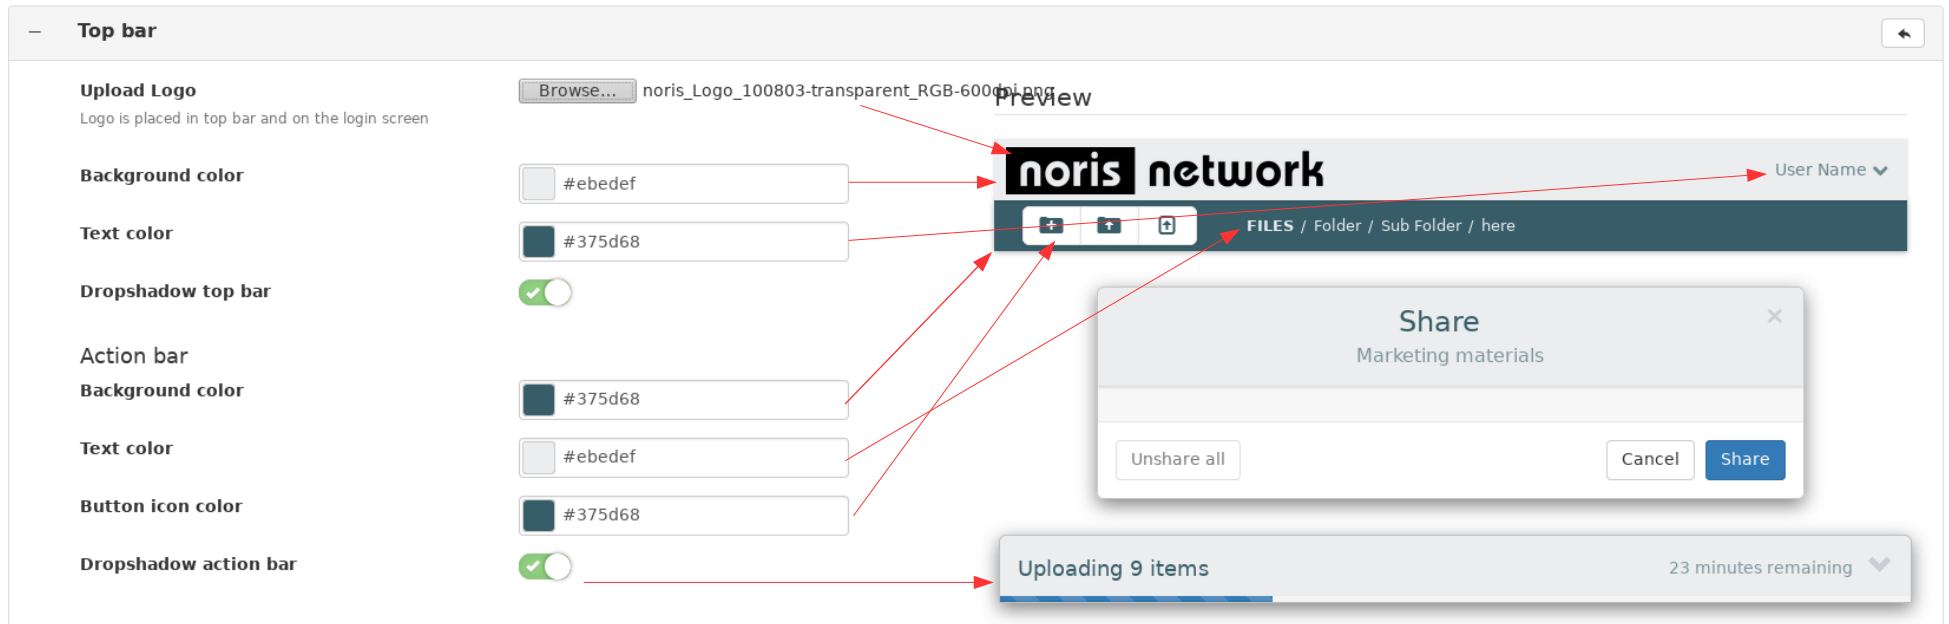 Top bar
Upload Logo
Browse... noris_Logo_100803-transparent_RGB-600dpi.png
Logo is placed in top bar and on the login screen
Background color
#ebedef
Text color
#375d68
Dropshadow top bar
Action bar
Background color
#375d68
Text color
#ebedef
Button icon color
#375d68
Dropshadow action bar
Preview
noris network
User Name
FILES / Folder / Sub Folder / here
Share
Marketing materials
Unshare all
Cancel
Share
Uploading 9 items
23 minutes remaining